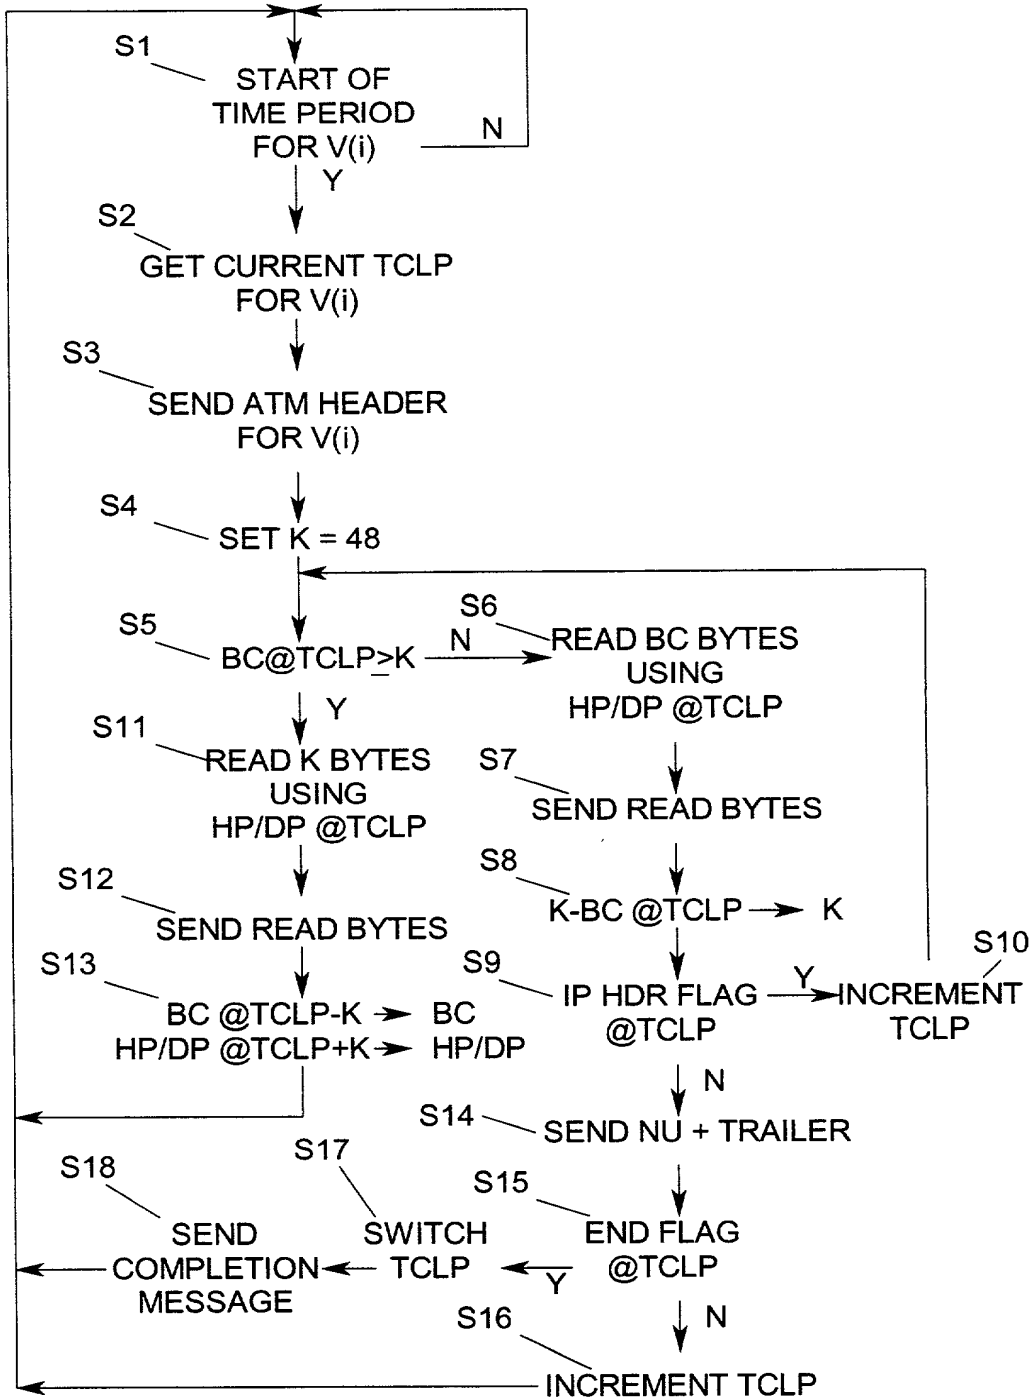 S1
START OF
TIME PERIOD
FOR V(i)
N
Y
S2
GET CURRENT TCLP
FOR V(i)
S3
SEND ATM HEADER
FOR V(i)
S4
SET K = 48
S5
BC@TCLP≥K
N
Y
S6
READ BC BYTES
USING
HP/DP @TCLP
S11
READ K BYTES
USING
HP/DP @TCLP
S7
SEND READ BYTES
S8
K-BC @TCLP K
S12
SEND READ BYTES
S9
IP HDR FLAG
@TCLP
Y
N
S10
INCREMENT
TCLP
S13
BC @TCLP-K BC
HP/DP @TCLP+K HP/DP
S14
SEND NU + TRAILER
S15
END FLAG
@TCLP
Y
N
S17
SWITCH
TCLP
S18
SEND
COMPLETION
MESSAGE
S16
INCREMENT TCLP